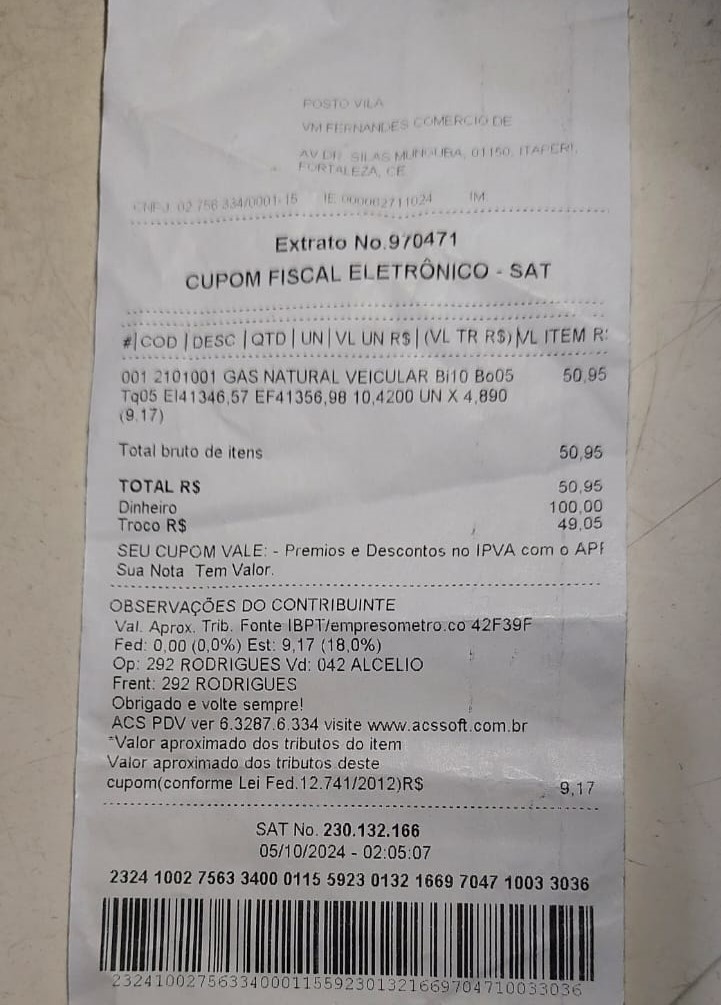 POSTO VILA
VM FERNANDES COMERCIO DE
AV DR. SILAS MUNGUBA, 01150, ITAPERI,
FORTALEZA, CE
CNPJ 02.756.334/0001-15 IE 000062711024 IM
Extrato No.970471
CUPOM FISCAL ELETRÔNICO - SAT
#|COD |DESC |QTD|UN|VL UN R$|(VL TR R$)|VL ITEM R
001 2101001 GAS NATURAL VEICULAR Bi10 Bo05 50,95
Tq05 EI41346,57 EF41356,98 10,4200 UN X 4,890
(9.17)
Total bruto de itens 50,95
TOTAL R$ 50,95
Dinheiro 100,00
Troco R$ 49,05
SEU CUPOM VALE: - Premios e Descontos no IPVA com o APF
Sua Nota Tem Valor.
OBSERVAÇÕES DO CONTRIBUINTE
Val. Aprox. Trib. Fonte IBPT/empresometro.co 42F39F
Fed: 0,00 (0,0%) Est: 9,17 (18,0%)
Op: 292 RODRIGUES Vd: 042 ALCELIO
Frent: 292 RODRIGUES
Obrigado e volte sempre!
ACS PDV ver 6.3287.6.334 visite www.acssoft.com.br
*Valor aproximado dos tributos do item
Valor aproximado dos tributos deste
cupom(conforme Lei Fed.12.741/2012)R$ 9,17
SAT No. 230.132.166
05/10/2024 - 02:05:07
2324 1002 7563 3400 0115 5923 0132 1669 7047 1003 3036
23241002756334000115592301321669704710033036